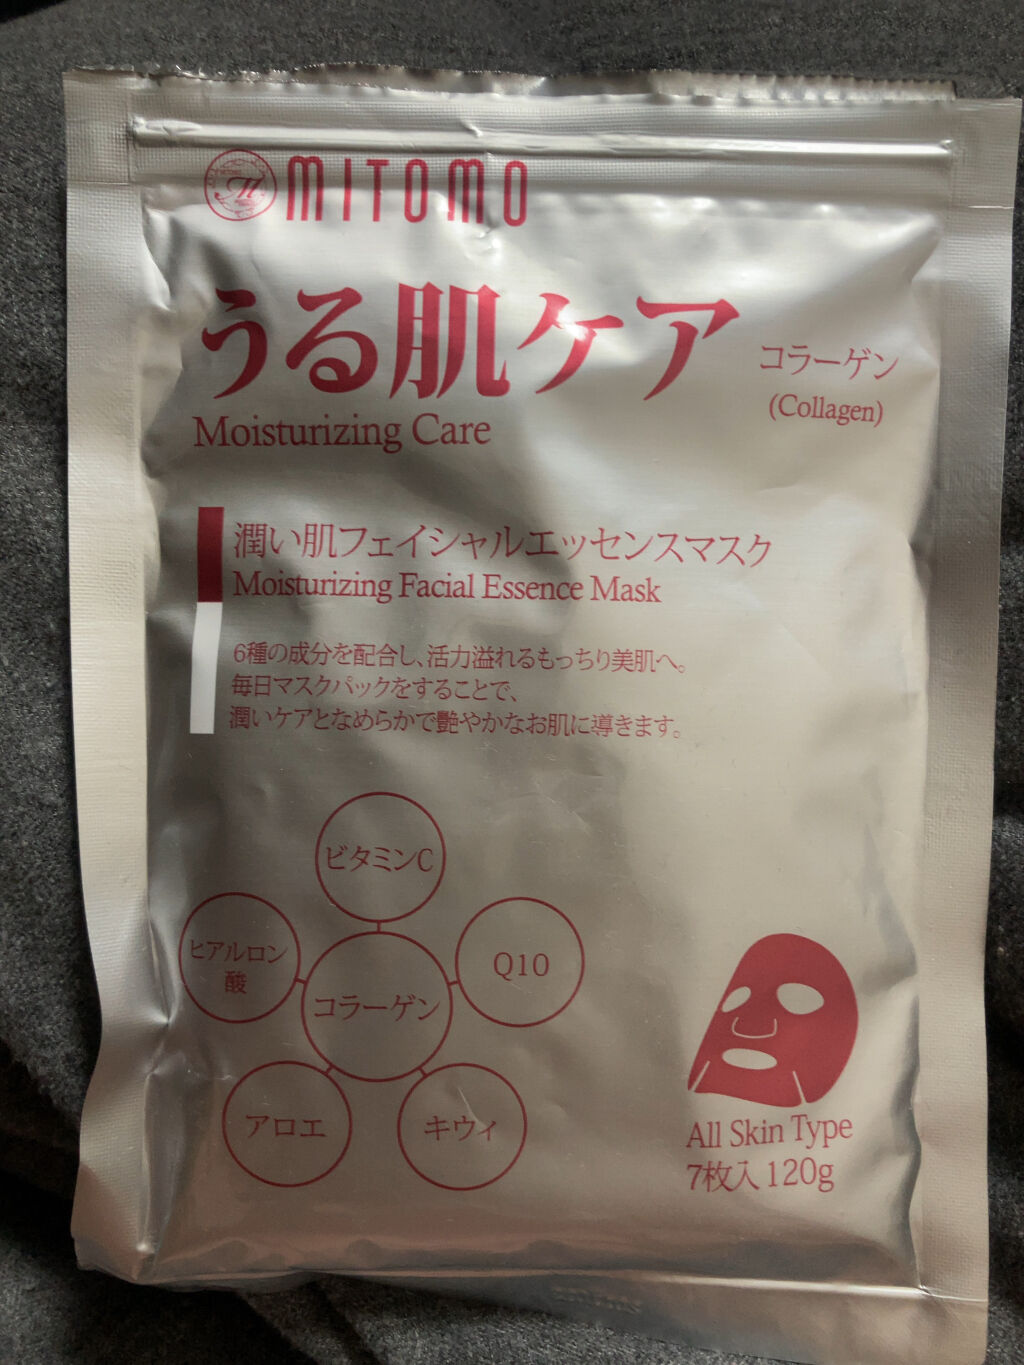 MITOMO
うる肌ケア
コラーゲン
(Collagen)
Moisturizing Care
潤い肌フェイシャルエッセンスマスク
Moisturizing Facial Essence Mask
6種の成分を配合し、活力溢れるもっちり美肌へ。
毎日マスクパックをすることで、
潤いケアとなめらかで艶やかなお肌に導きます。
ビタミンC
ヒアルロン
酸
Q10
コラーゲン
アロエ
キウィ
All Skin Type
7枚入 120g